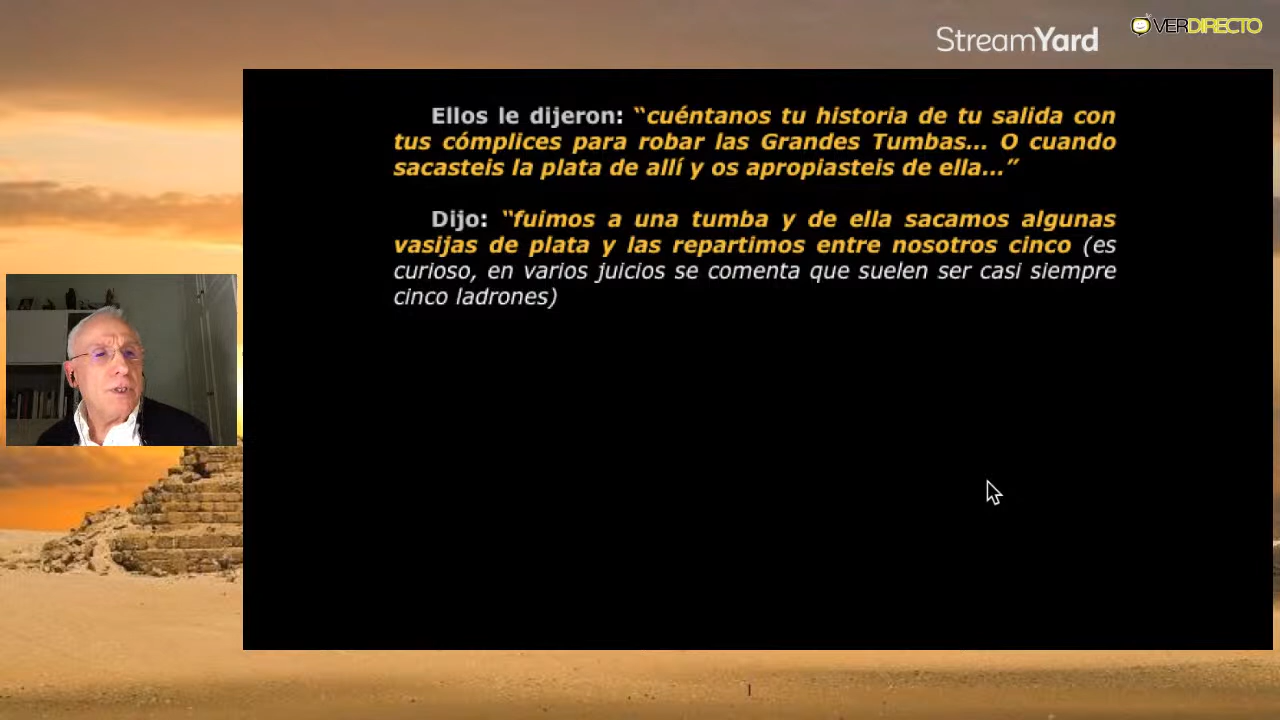 StreamYard
VERDIRECTO
Ellos le dijeron: “cuéntanos tu historia de tu salida con
tus cómplices para robar las Grandes Tumbas... O cuando
sacasteis la plata de allí y os apropiasteis de ella...”
Dijo: “fuimos a una tumba y de ella sacamos algunas
vasijas de plata y las repartimos entre nosotros cinco (es
curioso, en varios juicios se comenta que suelen ser casi siempre
cinco ladrones)